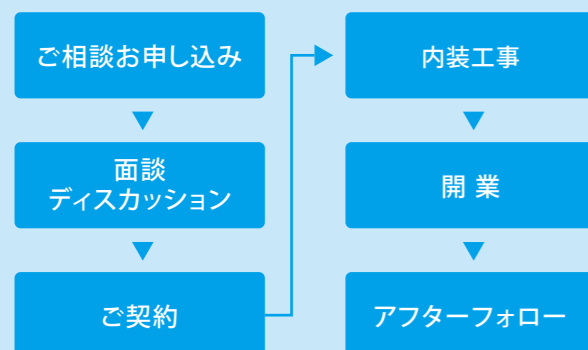 ご相談お申し込み
面談
ディスカッション
ご契約
内装工事
開 業
アフターフォロー